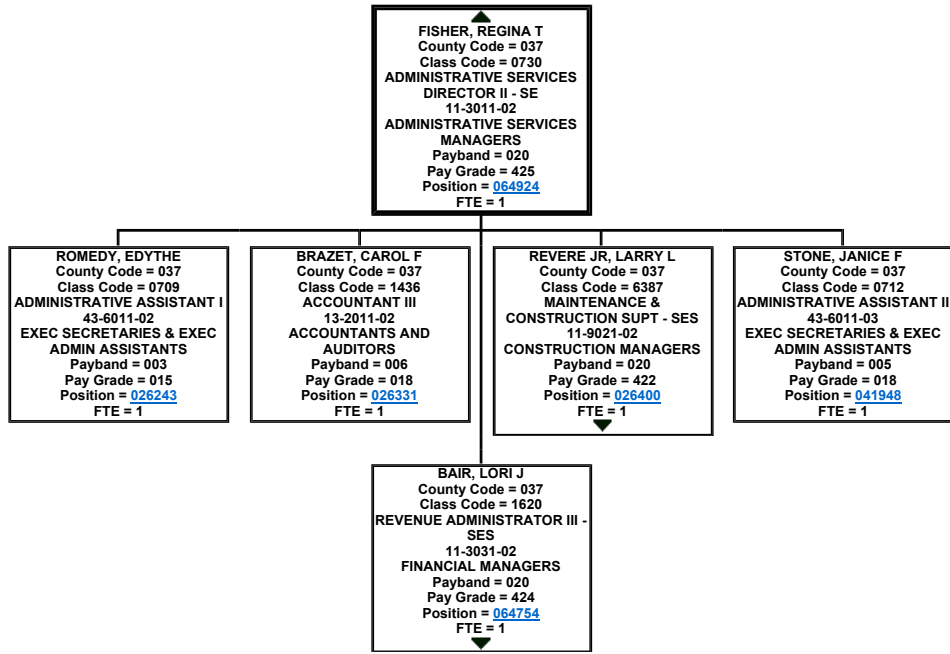 FISHER, REGINA T
County Code = 037
Class Code = 0730
ADMINISTRATIVE SERVICES
DIRECTOR II - SE
11-3011-02
ADMINISTRATIVE SERVICES
MANAGERS
Payband = 020
Pay Grade = 425
Position = 064924
FTE = 1
ROMEDY, EDYTHE
County Code = 037
Class Code = 0709
ADMINISTRATIVE ASSISTANT I
43-6011-02
EXEC SECRETARIES & EXEC
ADMIN ASSISTANTS
Payband = 003
Pay Grade = 015
Position = 026243
FTE = 1
BRAZET, CAROL F
County Code = 037
Class Code = 1436
ACCOUNTANT III
13-2011-02
ACCOUNTANTS AND
AUDITORS
Payband = 006
Pay Grade = 018
Position = 026331
FTE = 1
REVERE JR, LARRY L
County Code = 037
Class Code = 6387
MAINTENANCE &
CONSTRUCTION SUPT - SES
11-9021-02
CONSTRUCTION MANAGERS
Payband = 020
Pay Grade = 422
Position = 026400
FTE = 1
STONE, JANICE F
County Code = 037
Class Code = 0712
ADMINISTRATIVE ASSISTANT II
43-6011-03
EXEC SECRETARIES & EXEC
ADMIN ASSISTANTS
Payband = 005
Pay Grade = 018
Position = 041948
FTE = 1
BAIR, LORI J
County Code = 037
Class Code = 1620
REVENUE ADMINISTRATOR III -
SES
11-3031-02
FINANCIAL MANAGERS
Payband = 020
Pay Grade = 424
Position = 064754
FTE = 1